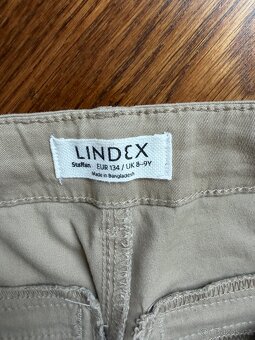 LINDEX
Staffan EUR 134 / UK 8-9Y
Made in Bangladesh